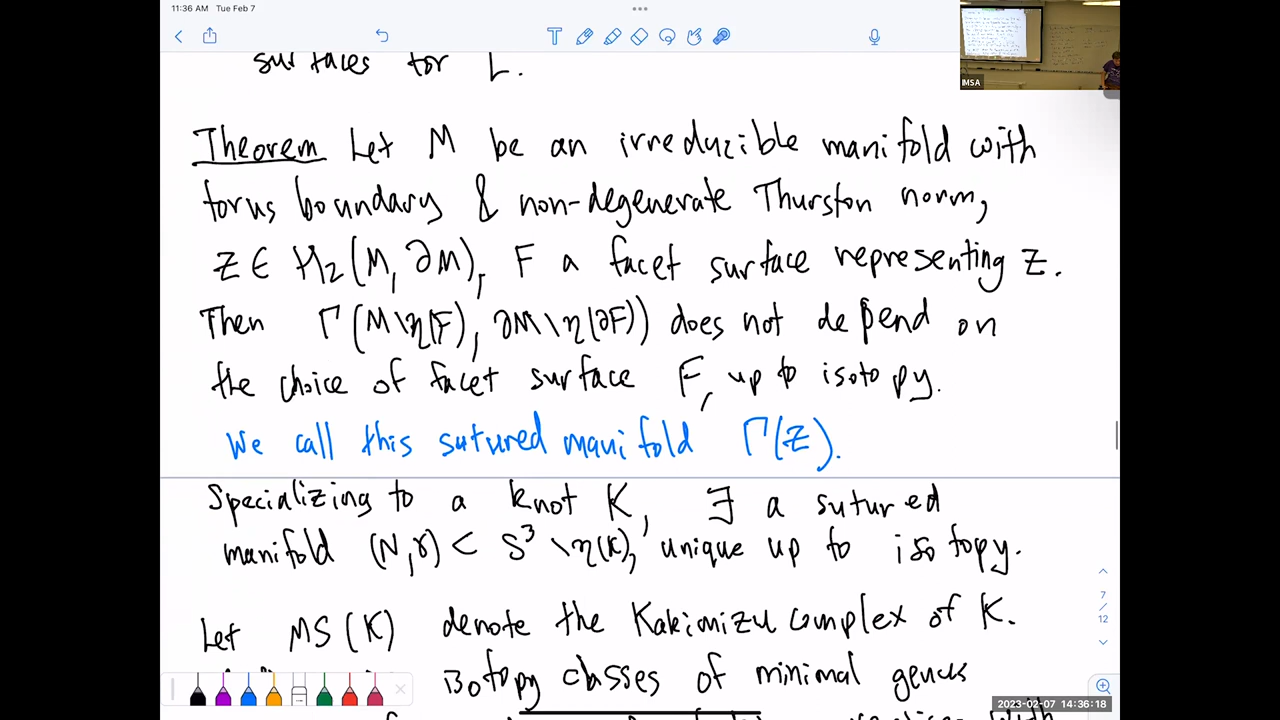 11:36 AM Tue Feb 7
surfaces for L.
Theorem Let M be an irreducible manifold with
torus boundary & non-degenerate Thurston norm,
Z ∈ H₂(M, ∂M), F a facet surface representing Z.
Then Γ(M\η(F), ∂M\η(∂F)) does not depend on
the choice of facet surface F, up to isotopy.
We call this sutured manifold Γ(Z).
Specializing to a knot K, ∃ a sutured
manifold (N,γ) ⊂ S³\η(K), unique up to isotopy.
Let MS(K) denote the Kakimizu complex of K.
isotopy classes of minimal genus
with
IMSA
7
/
12
2023-02-07 14:36:18